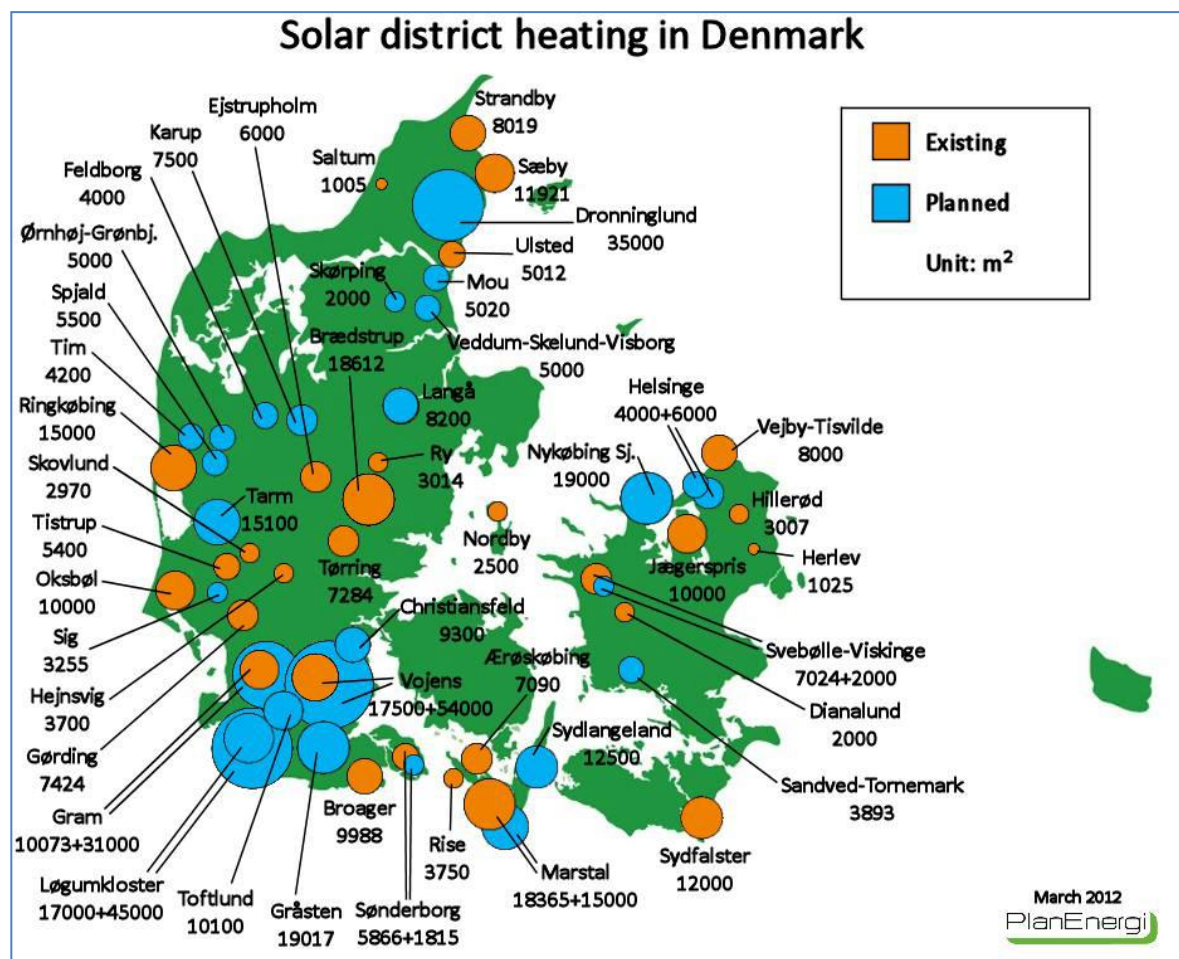 Solar district heating in Denmark
Existing
Planned
Unit: m²
Ejstrupholm
6000
Karup
7500
Feldborg
4000
Ørnhøj-Grønbj.
5000
Spjald
5500
Tim
4200
Ringkøbing
15000
Skovlund
2970
Tistrup
5400
Oksbøl
10000
Sig
3255
Hejnsvig
3700
Gørding
7424
Gram
10073+31000
Løgumkloster
17000+45000
Toftlund
10100
Gråsten
19017
Sønderborg
5866+1815
Broager
9988
Rise
3750
Marstal
18365+15000
Strandby
8019
Saltum
1005
Sæby
11921
Dronninglund
35000
Ulsted
5012
Skørping
2000
Mou
5020
Brædstrup
18612
Veddum-Skelund-Visborg
5000
Langå
8200
Ry
3014
Tarm
15100
Tørring
7284
Nordby
2500
Christiansfeld
9300
Vojens
17500+54000
Ærøskøbing
7090
Sydlangeland
12500
Helsinge
4000+6000
Vejby-Tisvilde
8000
Nykøbing Sj.
19000
Hillerød
3007
Herlev
1025
Jægerspris
10000
Svebølle-Viskinge
7024+2000
Dianalund
2000
Sandved-Tornemark
3893
Sydfalster
12000
March 2012
PlanEnergi